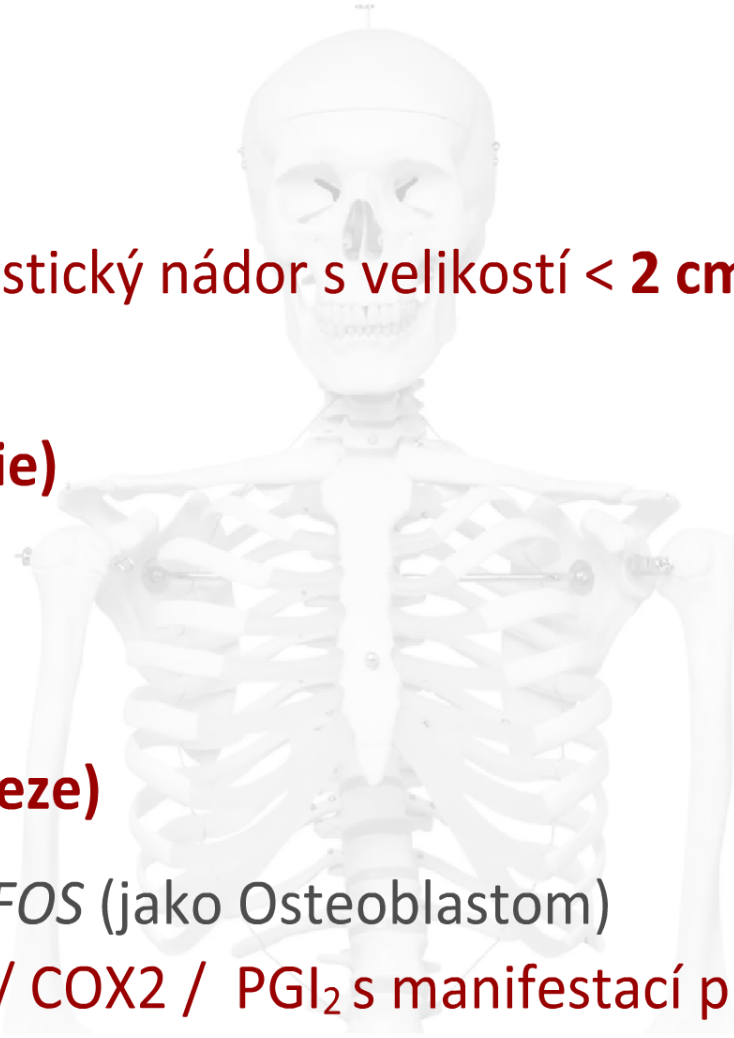 stický nádor s velikostí < 2 cm
ie)
eze)
FOS (jako Osteoblastom)
/ COX2 / PGI₂ s manifestací p